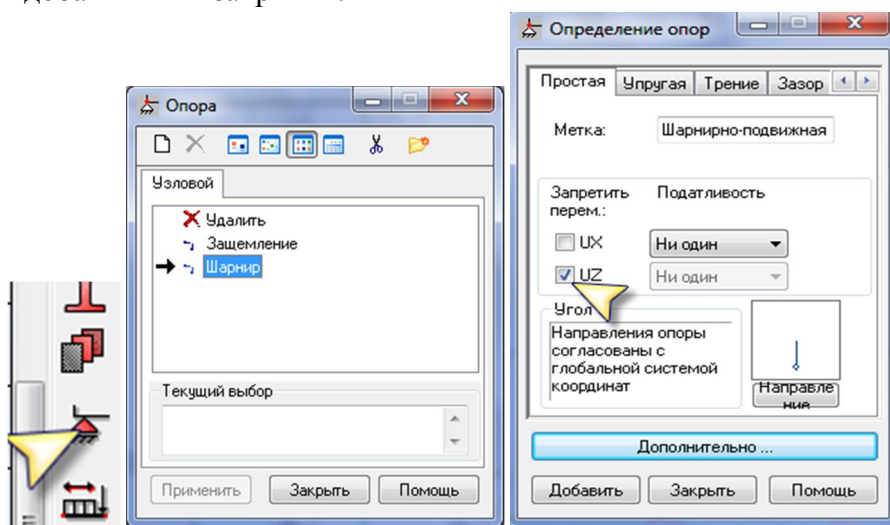 Опора
Узловой
Удалить
Защемление
Шарнир
Текущий выбор
Применить
Закрыть
Помощь
Определение опор
Простая
Упругая
Трение
Зазор
Метка:
Шарнирно-подвижная
Запретить перем.:
Податливость
UX
Ни один
UZ
Ни один
Угол
Направления опоры
согласованы с
глобальной системой
координат
Направле
ние
Дополнительно ...
Добавить
Закрыть
Помощь